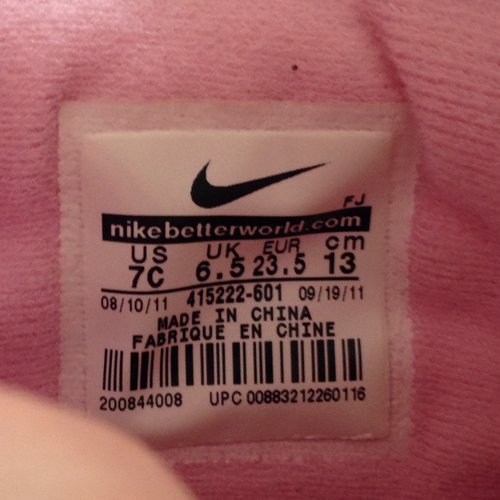 FJ
nikebetterworld.com
US UK EUR cm
7C 6.5 23.5 13
08/10/11 415222-601 09/19/11
MADE IN CHINA
FABRIQUE EN CHINE
200844008 UPC 00883212260116